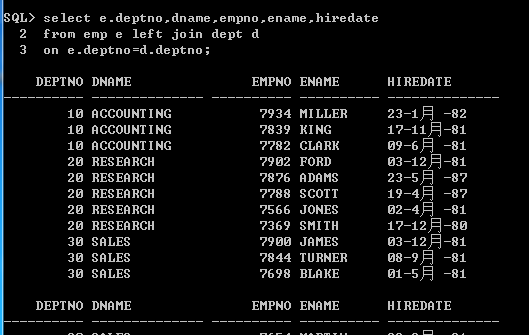 SQL> select e.deptno,dname,empno,ename,hiredate
2 from emp e left join dept d
3 on e.deptno=d.deptno;
DEPTNO DNAME EMPNO ENAME HIREDATE
---------- -------------- ---------- ---------- --------------
10 ACCOUNTING 7934 MILLER 23-1月 -82
10 ACCOUNTING 7839 KING 17-11月-81
10 ACCOUNTING 7782 CLARK 09-6月 -81
20 RESEARCH 7902 FORD 03-12月-81
20 RESEARCH 7876 ADAMS 23-5月 -87
20 RESEARCH 7788 SCOTT 19-4月 -87
20 RESEARCH 7566 JONES 02-4月 -81
20 RESEARCH 7369 SMITH 17-12月-80
30 SALES 7900 JAMES 03-12月-81
30 SALES 7844 TURNER 08-9月 -81
30 SALES 7698 BLAKE 01-5月 -81
DEPTNO DNAME EMPNO ENAME HIREDATE
---------- -------------- ---------- ---------- --------------